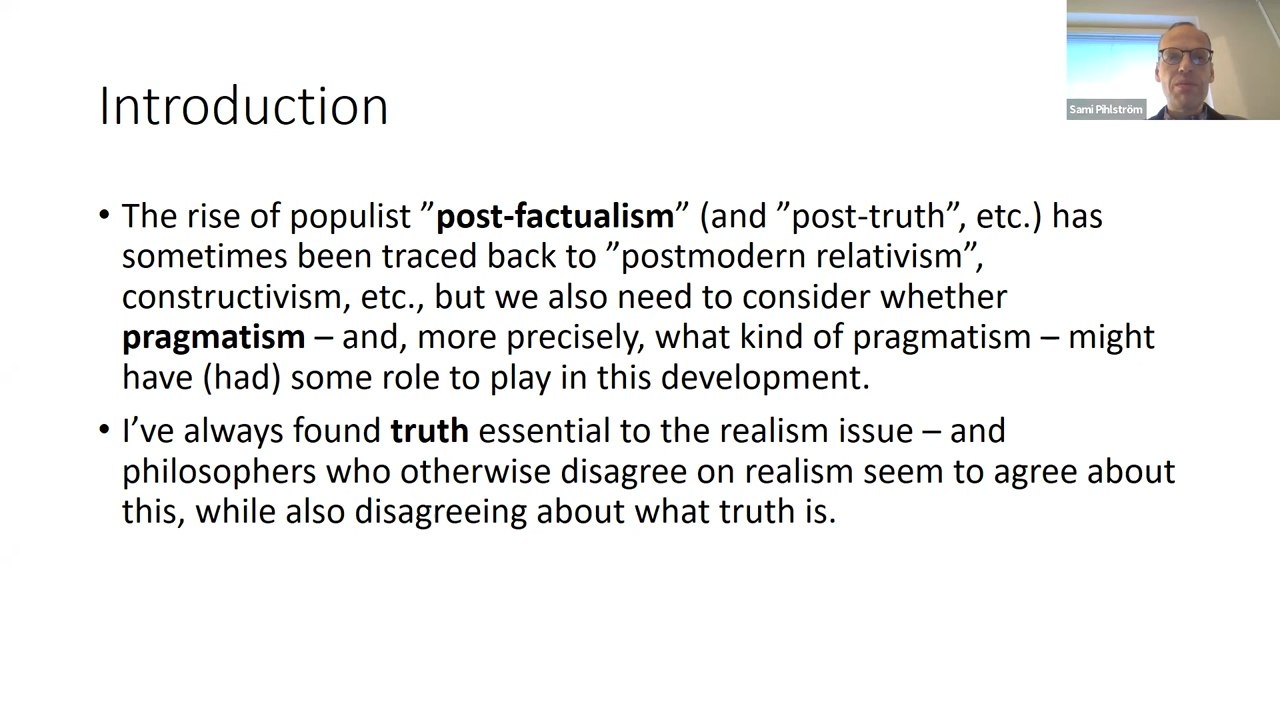 Introduction
Sami Pihlström
• The rise of populist ”post-factualism” (and ”post-truth”, etc.) has
sometimes been traced back to ”postmodern relativism”,
constructivism, etc., but we also need to consider whether
pragmatism – and, more precisely, what kind of pragmatism – might
have (had) some role to play in this development.
• I’ve always found truth essential to the realism issue – and
philosophers who otherwise disagree on realism seem to agree about
this, while also disagreeing about what truth is.